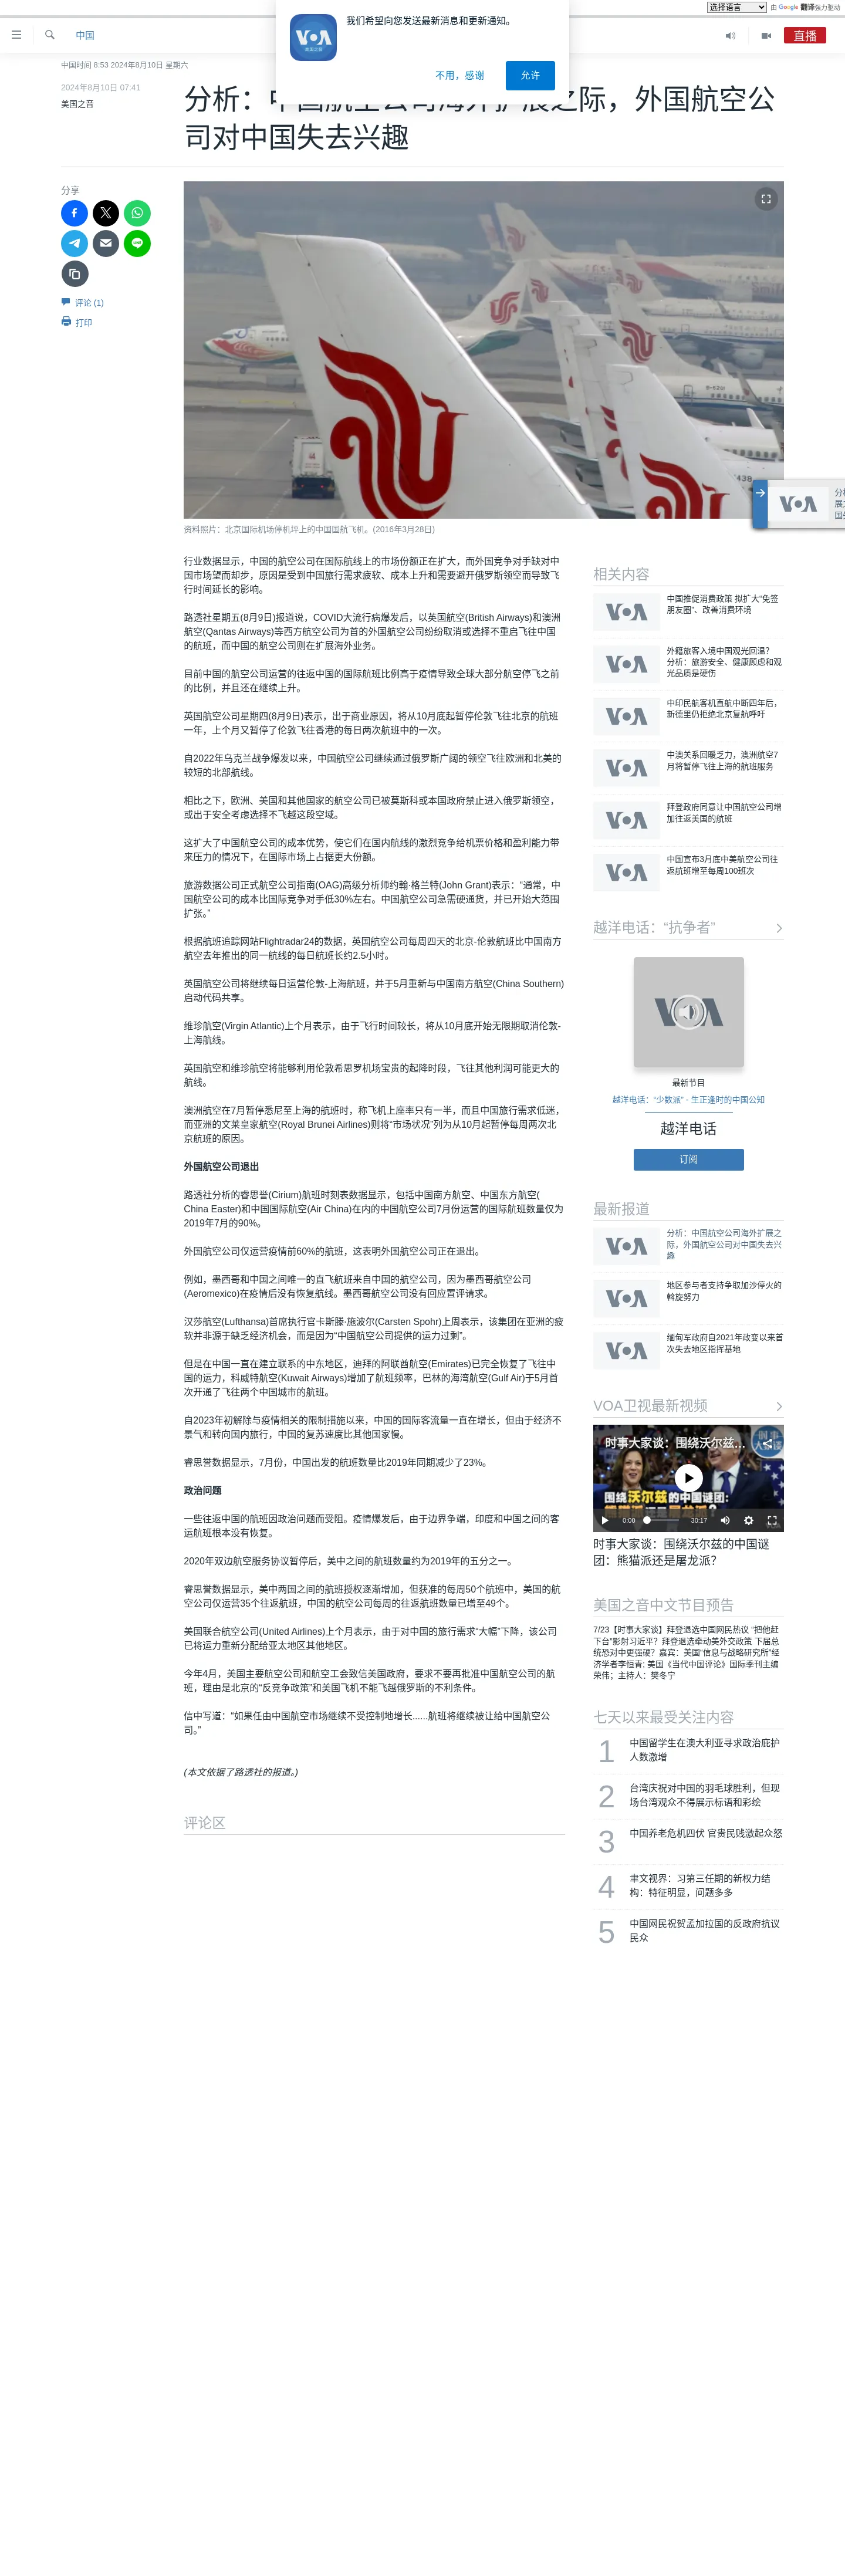 选择语言
由 Google 翻译强力驱动
我们希望向您发送最新消息和更新通知。
不用，感谢
允许
中国
直播
中国时间 8:53 2024年8月10日 星期六
2024年8月10日 07:41
美国之音
分析：中国航空公司海外扩展之际，外国航空公
司对中国失去兴趣
分享
评论 (1)
打印
资料照片：北京国际机场停机坪上的中国国航飞机。(2016年3月28日)
行业数据显示，中国的航空公司在国际航线上的市场份额正在扩大，而外国竞争对手缺对中
国市场望而却步，原因是受到中国旅行需求疲软、成本上升和需要避开俄罗斯领空而导致飞
行时间延长的影响。
路透社星期五(8月9日)报道说，COVID大流行病爆发后，以英国航空(British Airways)和澳洲
航空(Qantas Airways)等西方航空公司为首的外国航空公司纷纷取消或选择不重启飞往中国
的航班，而中国的航空公司则在扩展海外业务。
目前中国的航空公司运营的往返中国的国际航班比例高于疫情导致全球大部分航空停飞之前
的比例，并且还在继续上升。
英国航空公司星期四(8月9日)表示，出于商业原因，将从10月底起暂停伦敦飞往北京的航班
一年，上个月又暂停了伦敦飞往香港的每日两次航班中的一次。
自2022年乌克兰战争爆发以来，中国航空公司继续通过俄罗斯广阔的领空飞往欧洲和北美的
较短的北部航线。
相比之下，欧洲、美国和其他国家的航空公司已被莫斯科或本国政府禁止进入俄罗斯领空，
或出于安全考虑选择不飞越这段空域。
这扩大了中国航空公司的成本优势，使它们在国内航线的激烈竞争给机票价格和盈利能力带
来压力的情况下，在国际市场上占据更大份额。
旅游数据公司正式航空公司指南(OAG)高级分析师约翰·格兰特(John Grant)表示：“通常，中
国航空公司的成本比国际竞争对手低30%左右。中国航空公司急需硬通货，并已开始大范围
扩张。”
根据航班追踪网站Flightradar24的数据，英国航空公司每周四天的北京-伦敦航班比中国南方
航空去年推出的同一航线的每日航班长约2.5小时。
英国航空公司将继续每日运营伦敦-上海航班，并于5月重新与中国南方航空(China Southern)
启动代码共享。
维珍航空(Virgin Atlantic)上个月表示，由于飞行时间较长，将从10月底开始无限期取消伦敦-
上海航线。
英国航空和维珍航空将能够利用伦敦希思罗机场宝贵的起降时段，飞往其他利润可能更大的
航线。
澳洲航空在7月暂停悉尼至上海的航班时，称飞机上座率只有一半，而且中国旅行需求低迷，
而亚洲的文莱皇家航空(Royal Brunei Airlines)则将“市场状况”列为从10月起暂停每周两次北
京航班的原因。
外国航空公司退出
路透社分析的睿思誉(Cirium)航班时刻表数据显示，包括中国南方航空、中国东方航空(
China Easter)和中国国际航空(Air China)在内的中国航空公司7月份运营的国际航班数量仅为
2019年7月的90%。
外国航空公司仅运营疫情前60%的航班，这表明外国航空公司正在退出。
例如，墨西哥和中国之间唯一的直飞航班来自中国的航空公司，因为墨西哥航空公司
(Aeromexico)在疫情后没有恢复航线。墨西哥航空公司没有回应置评请求。
汉莎航空(Lufthansa)首席执行官卡斯滕·施波尔(Carsten Spohr)上周表示，该集团在亚洲的疲
软并非源于缺乏经济机会，而是因为“中国航空公司提供的运力过剩”。
但是在中国一直在建立联系的中东地区，迪拜的阿联酋航空(Emirates)已完全恢复了飞往中
国的运力，科威特航空(Kuwait Airways)增加了航班频率，巴林的海湾航空(Gulf Air)于5月首
次开通了飞往两个中国城市的航班。
自2023年初解除与疫情相关的限制措施以来，中国的国际客流量一直在增长，但由于经济不
景气和转向国内旅行，中国的复苏速度比其他国家慢。
睿思誉数据显示，7月份，中国出发的航班数量比2019年同期减少了23%。
政治问题
一些往返中国的航班因政治问题而受阻。疫情爆发后，由于边界争端，印度和中国之间的客
运航班根本没有恢复。
2020年双边航空服务协议暂停后，美中之间的航班数量约为2019年的五分之一。
睿思誉数据显示，美中两国之间的航班授权逐渐增加，但获准的每周50个航班中，美国的航
空公司仅运营35个往返航班，中国的航空公司每周的往返航班数量已增至49个。
美国联合航空公司(United Airlines)上个月表示，由于对中国的旅行需求“大幅”下降，该公司
已将运力重新分配给亚太地区其他地区。
今年4月，美国主要航空公司和航空工会致信美国政府，要求不要再批准中国航空公司的航
班，理由是北京的“反竞争政策”和美国飞机不能飞越俄罗斯的不利条件。
信中写道：“如果任由中国航空市场继续不受控制地增长......航班将继续被让给中国航空公
司。”
(本文依据了路透社的报道。)
评论区
相关内容
中国推促消费政策 拟扩大“免签
朋友圈”、改善消费环境
外籍旅客入境中国观光回温？
分析：旅游安全、健康顾虑和观
光品质是硬伤
中印民航客机直航中断四年后，
新德里仍拒绝北京复航呼吁
中澳关系回暖乏力，澳洲航空7
月将暂停飞往上海的航班服务
拜登政府同意让中国航空公司增
加往返美国的航班
中国宣布3月底中美航空公司往
返航班增至每周100班次
越洋电话：“抗争者”
最新节目
越洋电话：“少数派” - 生正逢时的中国公知
越洋电话
订阅
最新报道
分析：中国航空公司海外扩展之
际，外国航空公司对中国失去兴
趣
地区参与者支持争取加沙停火的
斡旋努力
缅甸军政府自2021年政变以来首
次失去地区指挥基地
VOA卫视最新视频
时事大家谈：围绕沃尔兹...
围绕沃尔兹的中国谜团：
0:00
30:17
时事大家谈：围绕沃尔兹的中国谜
团：熊猫派还是屠龙派？
美国之音中文节目预告
7/23【时事大家谈】拜登退选中国网民热议 “把他赶
下台”影射习近平？拜登退选牵动美外交政策 下届总
统恐对中更强硬？嘉宾：美国“信息与战略研究所”经
济学者李恒青; 美国《当代中国评论》国际季刊主编
荣伟；主持人：樊冬宁
七天以来最受关注内容
1 中国留学生在澳大利亚寻求政治庇护
人数激增
2 台湾庆祝对中国的羽毛球胜利，但现
场台湾观众不得展示标语和彩绘
3 中国养老危机四伏 官贵民贱激起众怒
4 聿文视界：习第三任期的新权力结
构：特征明显，问题多多
5 中国网民祝贺孟加拉国的反政府抗议
民众